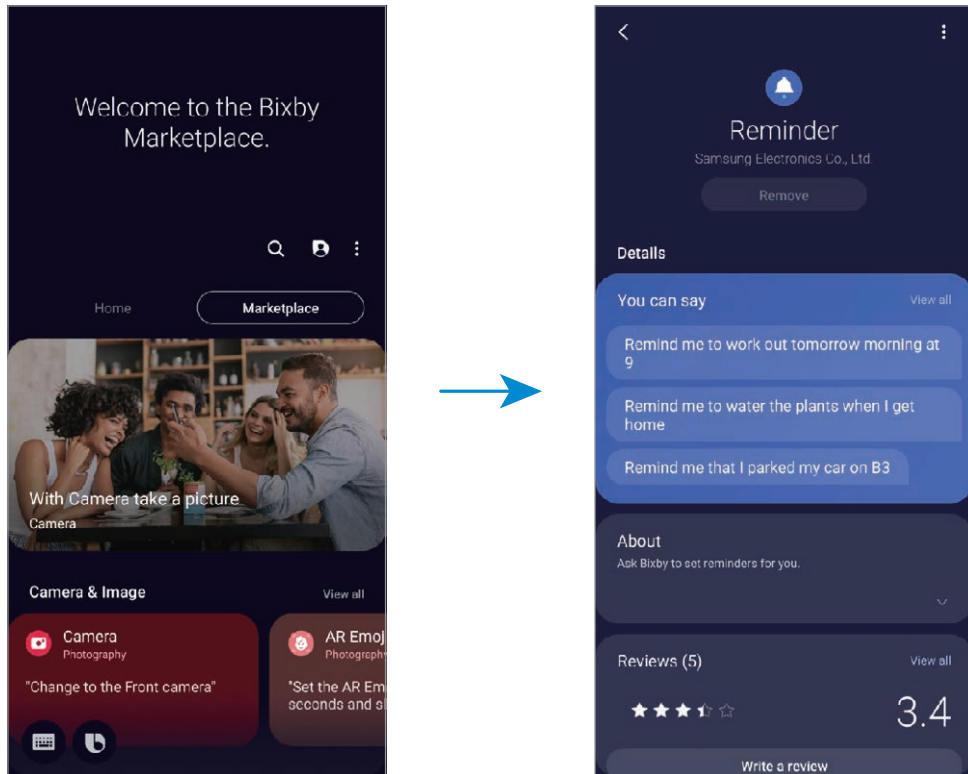 Welcome to the Bixby
Marketplace.
Home
Marketplace
With Camera take a picture
Camera
Camera & Image
View all
Camera
Photography
"Change to the Front camera"
AR Emoj
Photography
"Set the AR Em
seconds and sl
Reminder
Samsung Electronics Co., Ltd.
Remove
Details
You can say
View all
Remind me to work out tomorrow morning at
9
Remind me to water the plants when I get
home
Remind me that I parked my car on B3
About
Ask Bixby to set reminders for you.
Reviews (5)
View all
3.4
Write a review